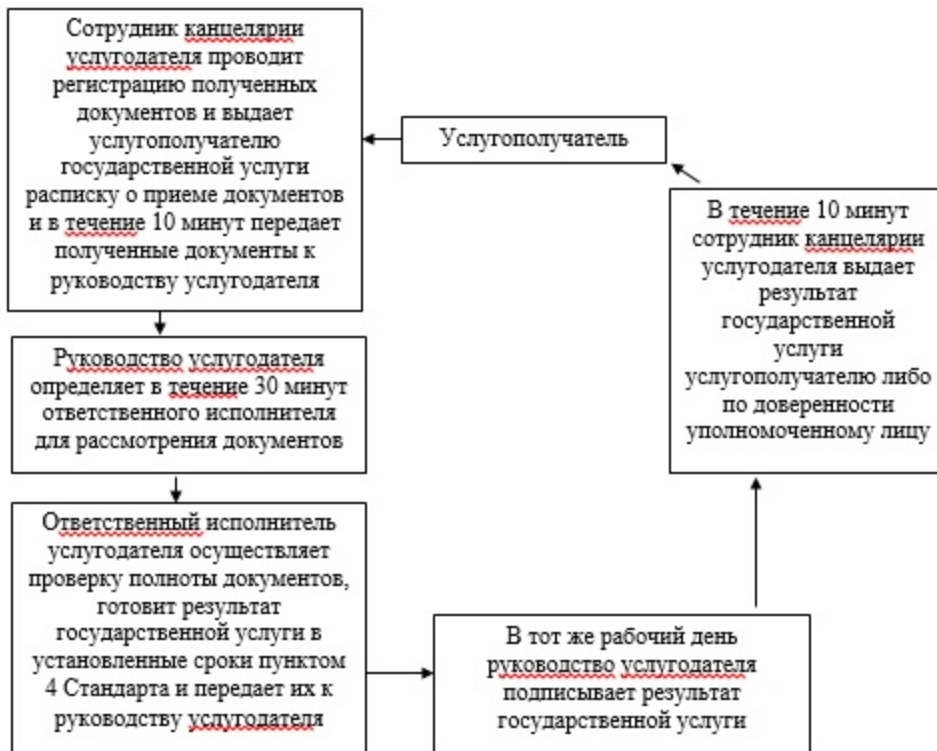 Сотрудник канцелярии
услугодателя проводит
регистрацию полученных
документов и выдает
услугополучателю
государственной услуги
расписку о приеме документов
и в течение 10 минут передает
полученные документы к
руководству услугодателя
Услугополучатель
В течение 10 минут
сотрудник канцелярии
услугодателя выдает
результат
государственной
услуги
услугополучателю либо
по доверенности
уполномоченному лицу
Руководство услугодателя
определяет в течение 30 минут
ответственного исполнителя
для рассмотрения документов
Ответственный исполнитель
услугодателя осуществляет
проверку полноты документов,
готовит результат
государственной услуги в
установленные сроки пунктом
4 Стандарта и передает их к
руководству услугодателя
В тот же рабочий день
руководство услугодателя
подписывает результат
государственной услуги